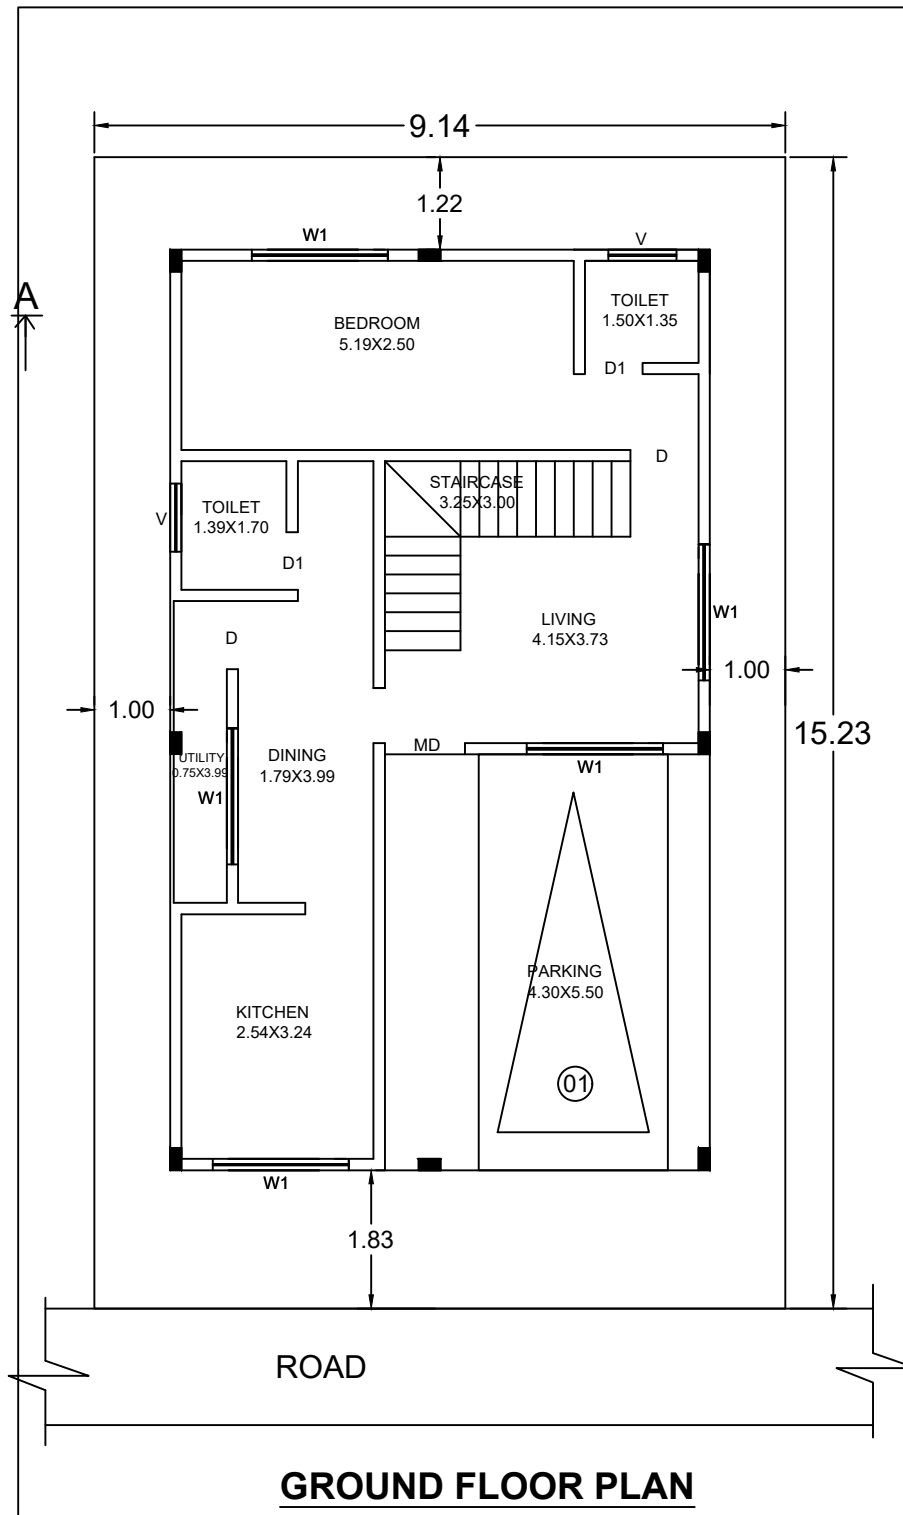 9.14
1.22
W1
V
A
TOILET
1.50X1.35
BEDROOM
5.19X2.50
D1
D
STAIRCASE
3.25X3.00
TOILET
1.39X1.70
V
D1
LIVING
4.15X3.73
W1
D
1.00
1.00
15.23
MD
UTILITY
0.75X3.99
DINING
1.79X3.99
W1
W1
PARKING
4.30X5.50
KITCHEN
2.54X3.24
01
W1
1.83
ROAD
GROUND FLOOR PLAN